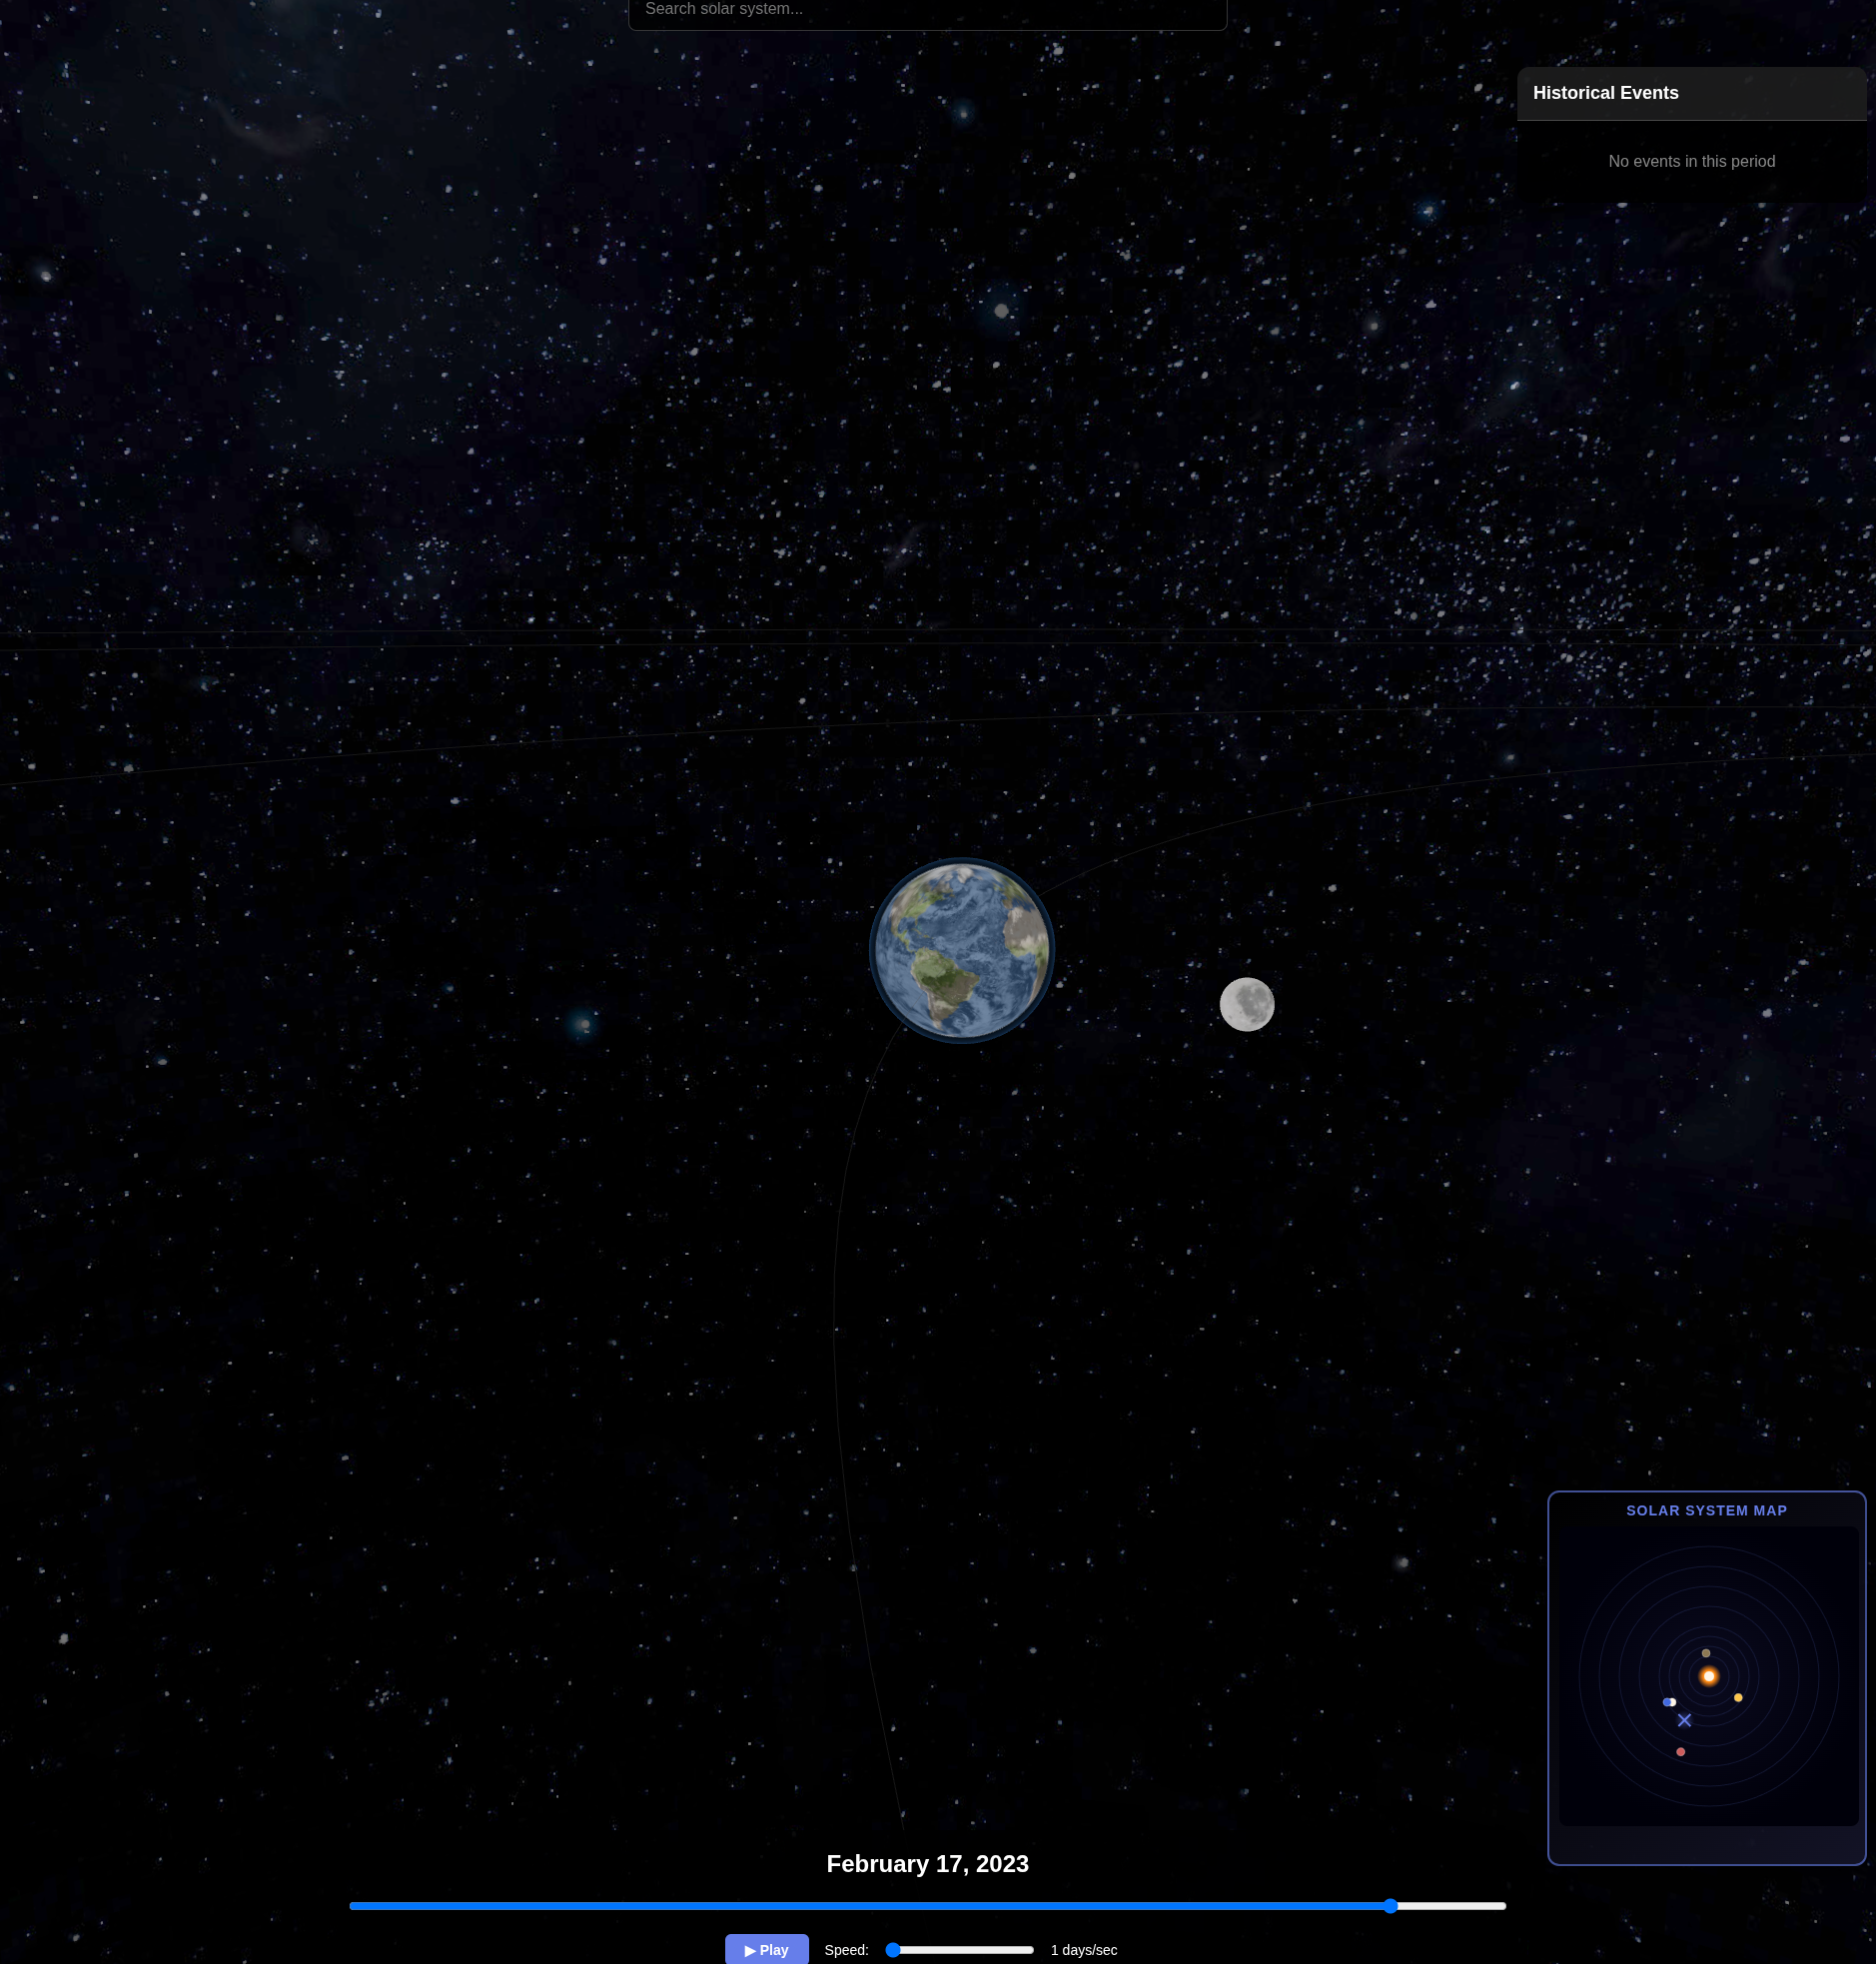 Search solar system...
Historical Events
No events in this period
SOLAR SYSTEM MAP
February 17, 2023
▶ Play Speed: 1 days/sec